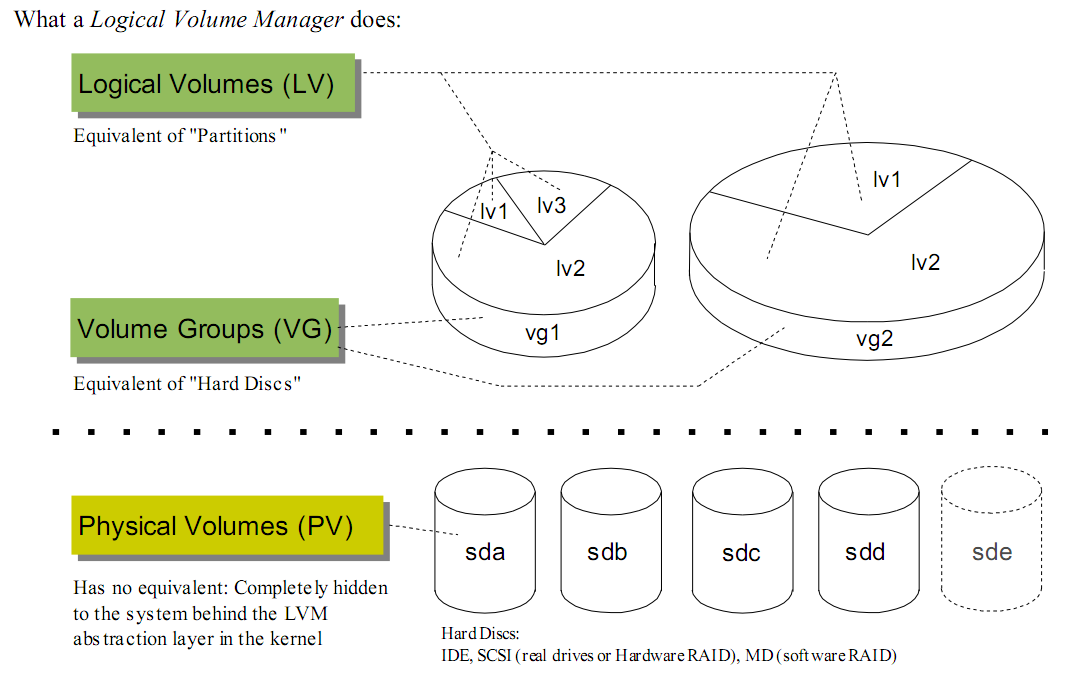 What a Logical Volume Manager does:
Logical Volumes (LV)
Equivalent of "Partitions"
lv1
lv3
lv2
vg1
lv1
lv2
vg2
Volume Groups (VG)
Equivalent of "Hard Discs"
Physical Volumes (PV)
Has no equivalent: Completely hidden
to the system behind the LVM
abstraction layer in the kernel
sda
sdb
sdc
sdd
sde
Hard Discs:
IDE, SCSI (real drives or Hardware RAID), MD (software RAID)